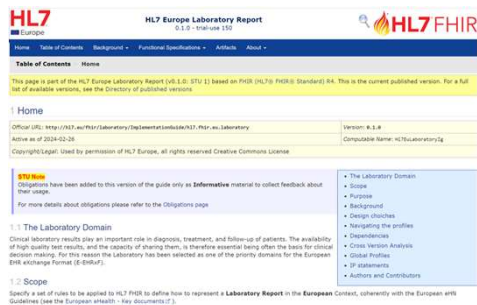 HL7
Europe
HL7 Europe Laboratory Report
0.1.0 - trial-use 150
HL7 FHIR
Home Table of Contents Background Functional Specifications Artifacts About
Table of Contents Home
This page is part of the HL7 Europe Laboratory Report (v0.1.0: STU 1) based on FHIR (HL7® FHIR® Standard) R4. This is the current published version. For a full
list of available versions, see the Directory of published versions
1 Home
Official URL: http://hl7.eu/fhir/laboratory/ImplementationGuide/hl7.fhir.eu.laboratory Version: 0.1.0
Active as of 2024-02-26 Computable Name: Hl7EuLaboratoryIg
Copyright/Legal: Used by permission of HL7 Europe, all rights reserved Creative Commons License
STU Note
Obligations have been added to this version of the guide only as Informative material to collect feedback about
their usage.
For more details about obligations please refer to the Obligations page
• The Laboratory Domain
• Scope
• Purpose
• Background
• Design choiches
• Navigating the profiles
• Dependencies
• Cross Version Analysis
• Global Profiles
• IP statements
• Authors and Contributors
1.1 The Laboratory Domain
Clinical laboratory results play an important role in diagnosis, treatment, and follow-up of patients. The availability
of high quality test results, and the capacity of sharing them, is therefore essential being often the basis for clinical
decision making. For this reason the Laboratory has been selected as one of the priority domains for the European
EHR eXchange Format (E-EHRxF).
1.2 Scope
Specify a set of rules to be applied to HL7 FHIR to define how to represent a Laboratory Report in the European Context, coherently with the European eHN
Guidelines (see the European eHealth - Key documents).